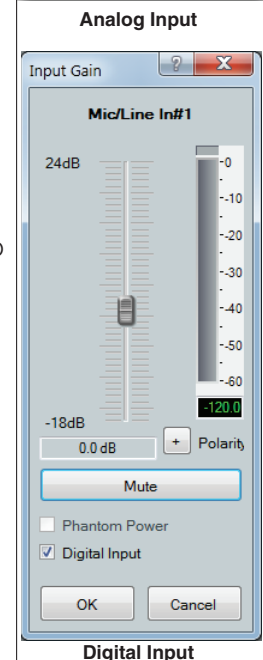 Analog Input
Input Gain
Mic/Line In#1
24dB
-0
-10
-20
-30
-40
-50
-60
-120.0
-18dB
0.0 dB
+
Polarity
Mute
Phantom Power
Digital Input
OK
Cancel
Digital Input